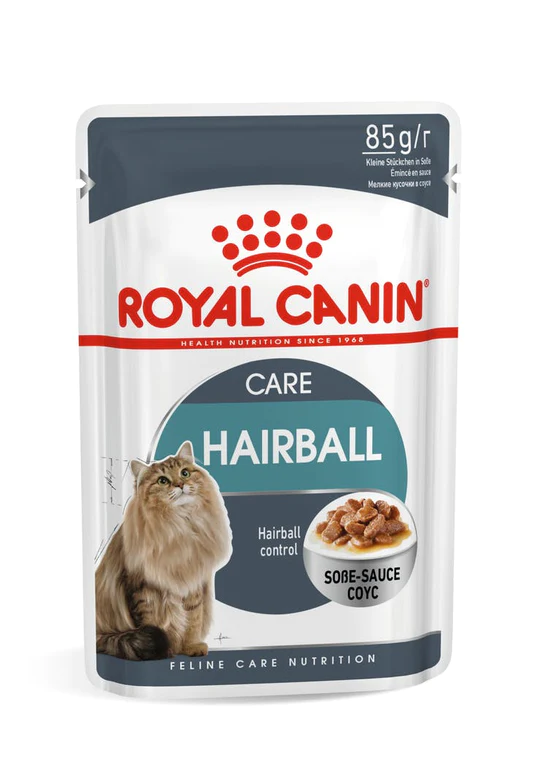 85g/г
Kleine Stückchen in Soße
Émincé en sauce
Мелкие кусочки в соусе
ROYAL CANIN®
HEALTH NUTRITION SINCE 1968
CARE
HAIRBALL
Hairball
control
SOßE-SAUCE
СОУС
FELINE CARE NUTRITION